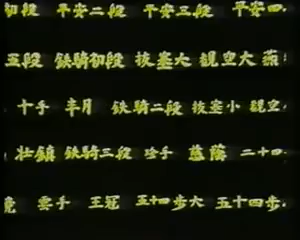 初段 平安二段 平安三段 平安四
五段 鉄騎初段 抜塞大 観空大 燕
十手 半月 鉄騎二段 抜塞小 観空
壮鎮 鉄騎三段 珍手 慈陰 二十四
雲手 王冠 五十四歩大 五十四歩